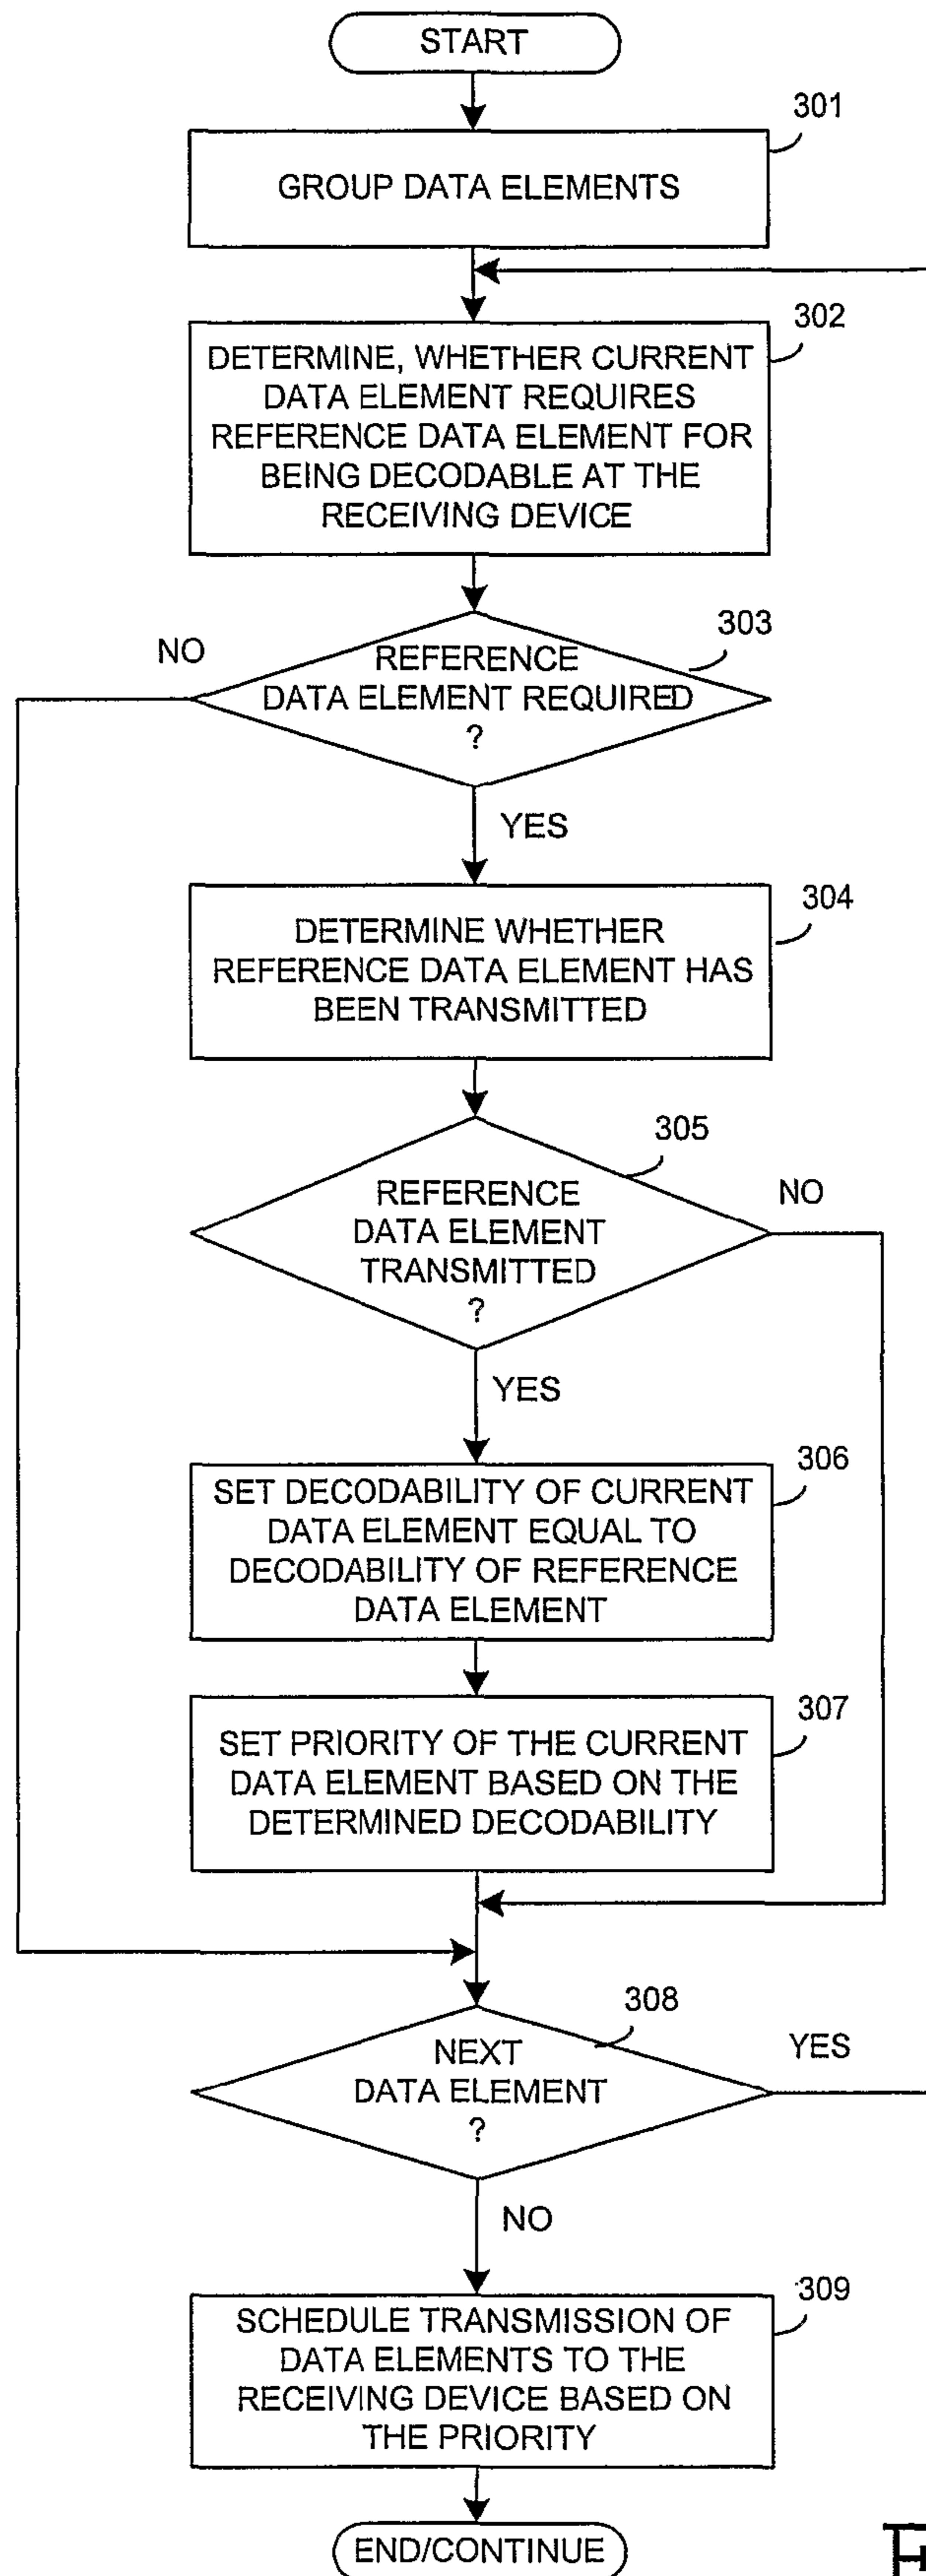 START
301
GROUP DATA ELEMENTS
302
DETERMINE, WHETHER CURRENT
DATA ELEMENT REQUIRES
REFERENCE DATA ELEMENT FOR
BEING DECODABLE AT THE
RECEIVING DEVICE
303
NO
REFERENCE
DATA ELEMENT REQUIRED
?
YES
304
DETERMINE WHETHER
REFERENCE DATA ELEMENT HAS
BEEN TRANSMITTED
305
NO
REFERENCE
DATA ELEMENT
TRANSMITTED
?
YES
306
SET DECODABILITY OF CURRENT
DATA ELEMENT EQUAL TO
DECODABILITY OF REFERENCE
DATA ELEMENT
307
SET PRIORITY OF THE CURRENT
DATA ELEMENT BASED ON THE
DETERMINED DECODABILITY
308
YES
NEXT
DATA ELEMENT
?
NO
309
SCHEDULE TRANSMISSION OF
DATA ELEMENTS TO THE
RECEIVING DEVICE BASED ON
THE PRIORITY
END/CONTINUE